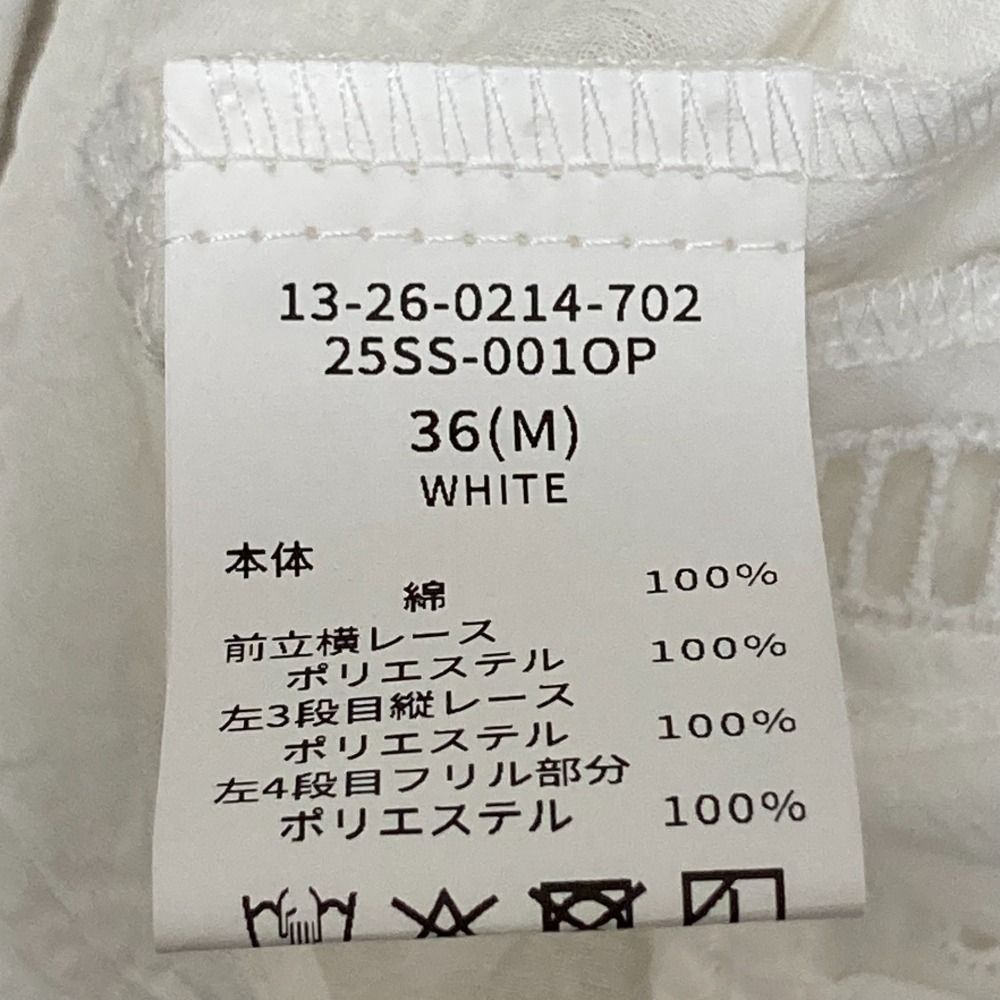 13-26-0214-702
25SS-001OP
36(M)
WHITE
本体
綿 100%
前立横レース
ポリエステル 100%
左3段目縦レース
ポリエステル 100%
左4段目フリル部分
ポリエステル 100%